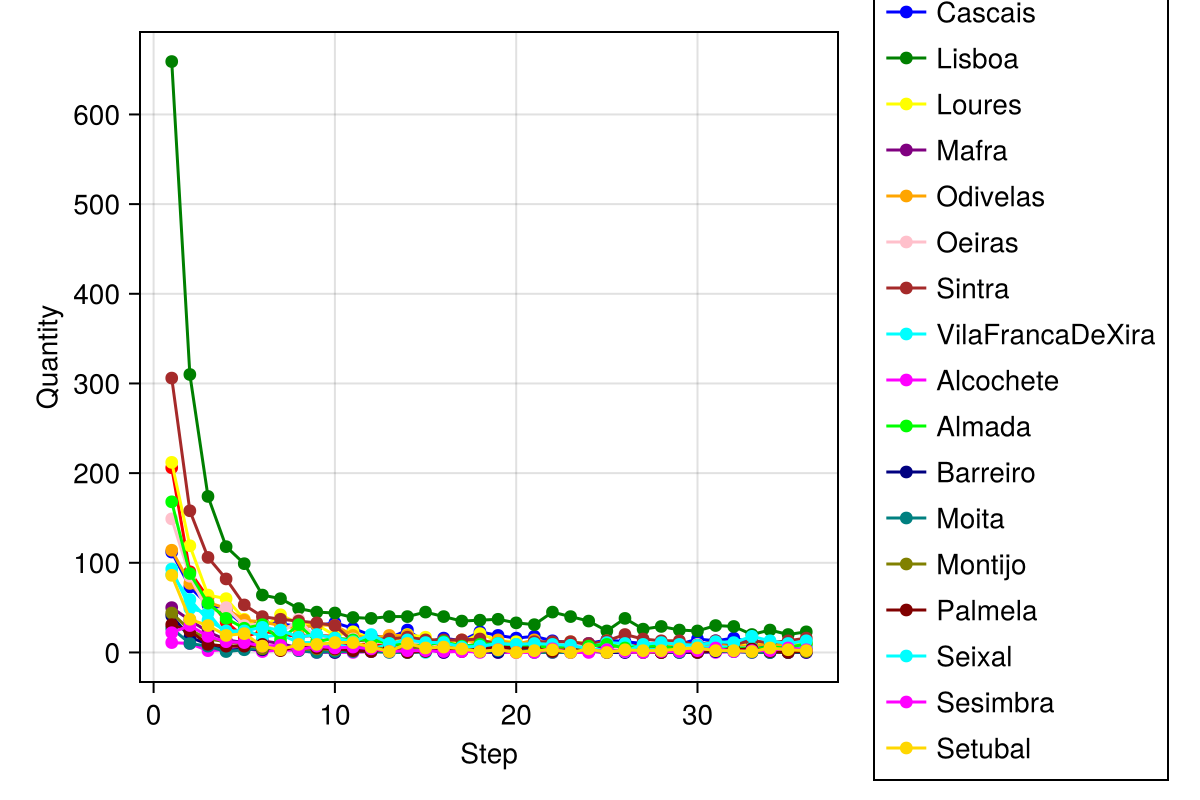 Quantity
600
500
400
300
200
100
0
0 10 20 30
Step
Cascais
Lisboa
Loures
Mafra
Odivelas
Oeiras
Sintra
VilaFrancaDeXira
Alcochete
Almada
Barreiro
Moita
Montijo
Palmela
Seixal
Sesimbra
Setubal